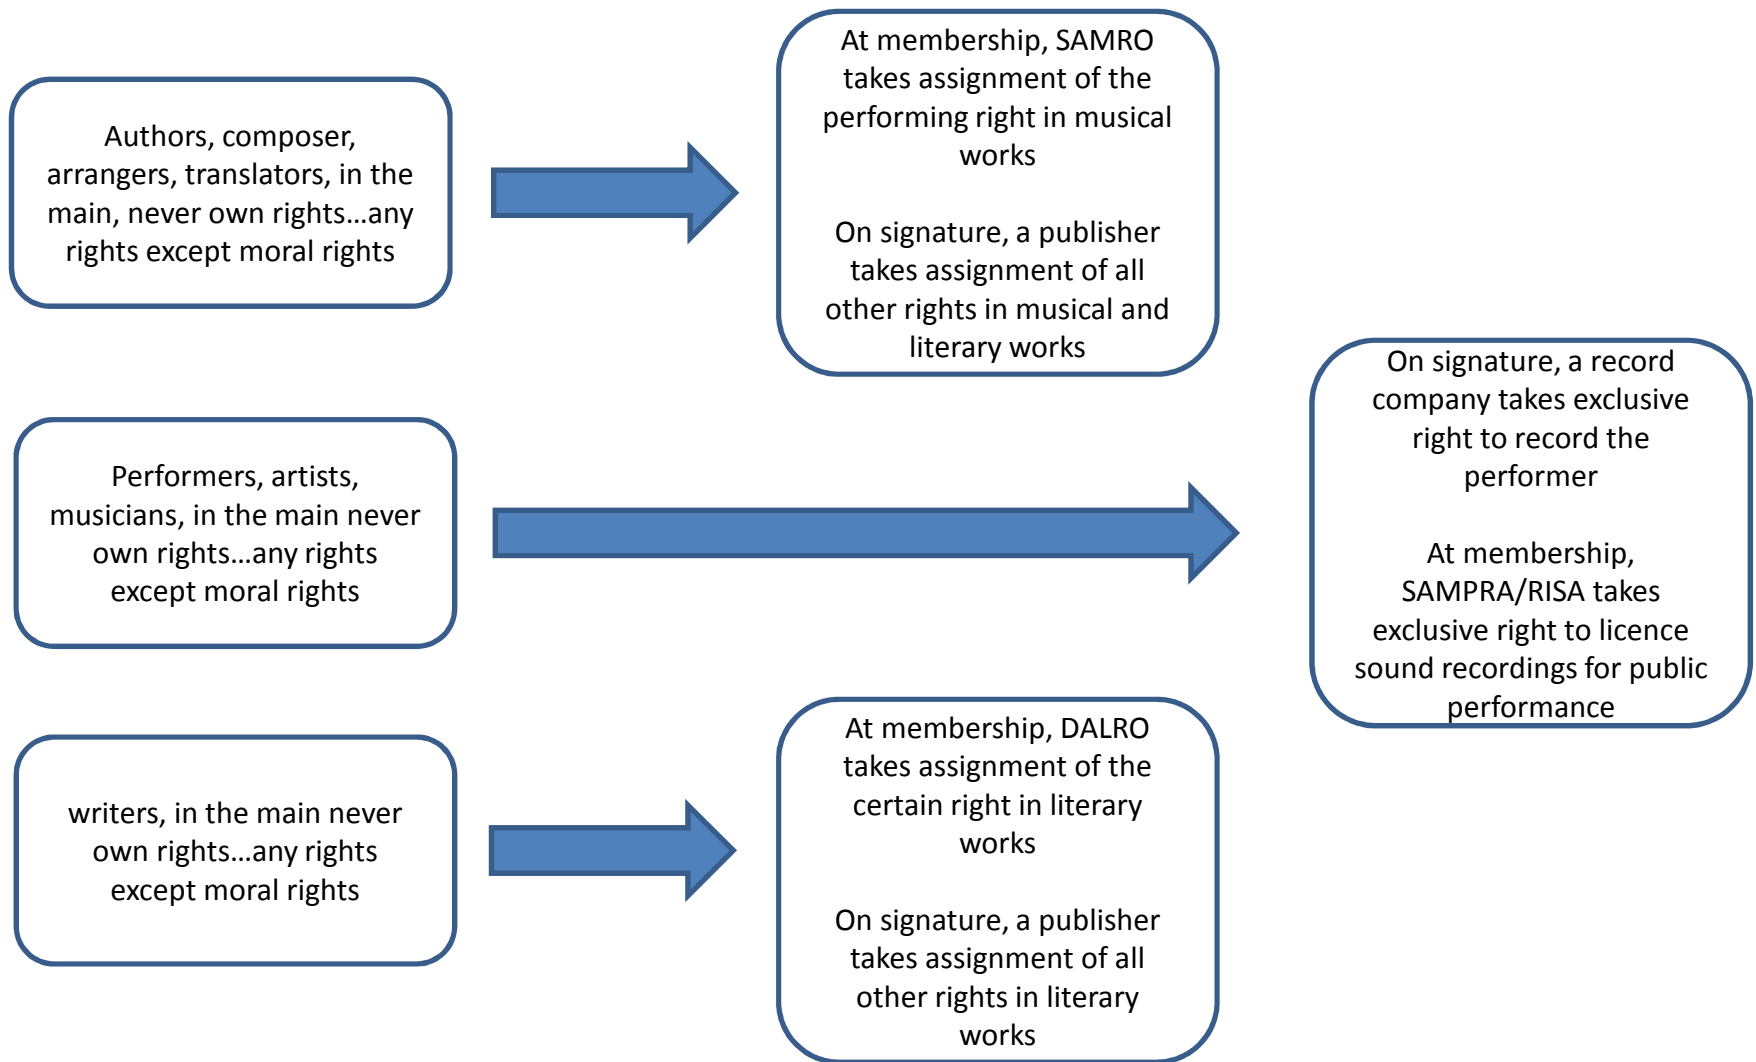 Authors, composer,
arrangers, translators, in the
main, never own rights...any
rights except moral rights
At membership, SAMRO
takes assignment of the
performing right in musical
works
On signature, a publisher
takes assignment of all
other rights in musical and
literary works
Performers, artists,
musicians, in the main never
own rights...any rights
except moral rights
On signature, a record
company takes exclusive
right to record the
performer
At membership,
SAMPRA/RISA takes
exclusive right to licence
sound recordings for public
performance
writers, in the main never
own rights...any rights
except moral rights
At membership, DALRO
takes assignment of the
certain right in literary
works
On signature, a publisher
takes assignment of all
other rights in literary
works